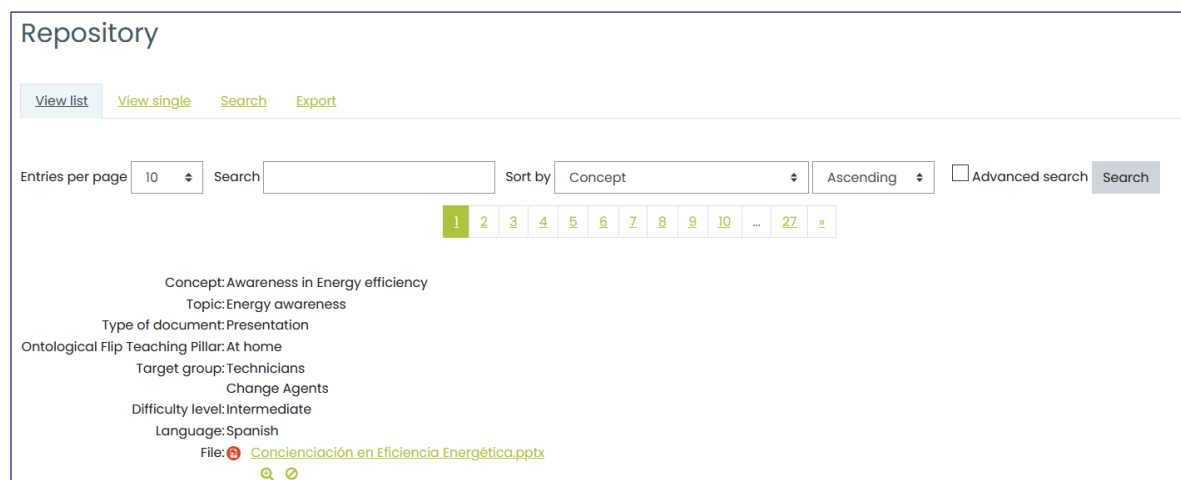 Repository
View list View single Search Export
Entries per page 10 Search Sort by Concept Ascending Advanced search Search
1 2 3 4 5 6 7 8 9 10 ... 27 »
Concept: Awareness in Energy efficiency
Topic: Energy awareness
Type of document: Presentation
Ontological Flip Teaching Pillar: At home
Target group: Technicians
Change Agents
Difficulty level: Intermediate
Language: Spanish
File: Concienciación en Eficiencia Energética.pptx